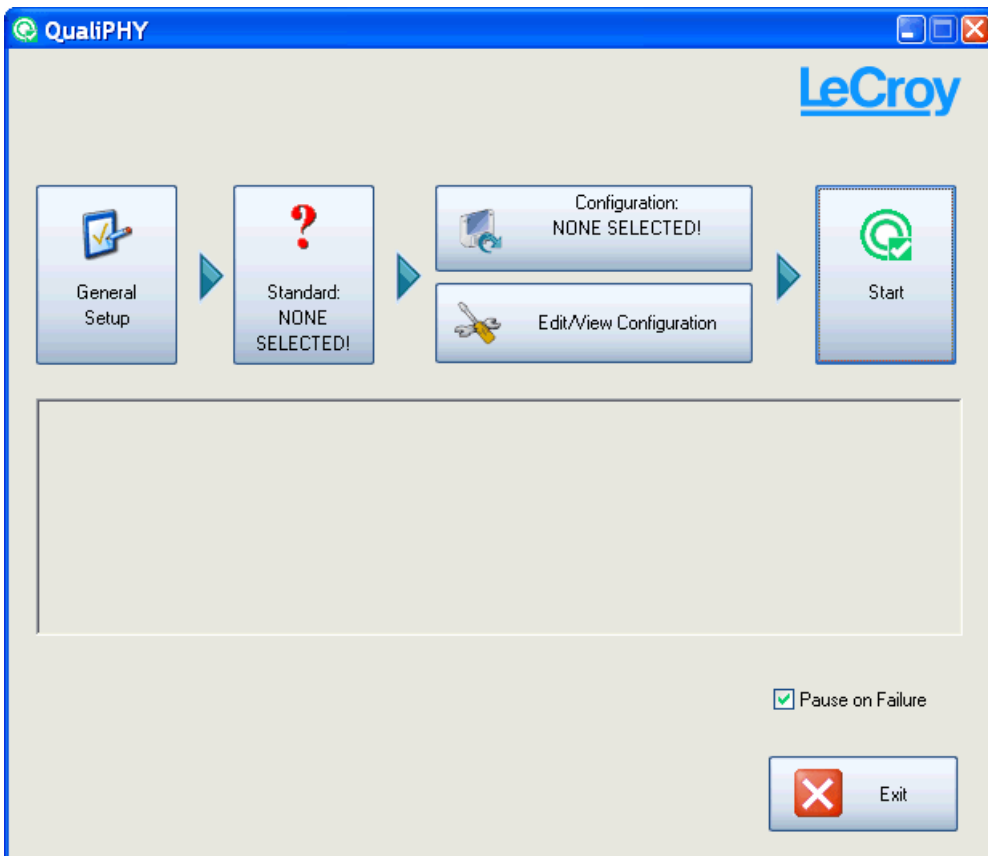 QualiPHY
LeCroy
General
Setup
Standard:
NONE
SELECTED!
Configuration:
NONE SELECTED!
Edit/View Configuration
Start
Pause on Failure
Exit